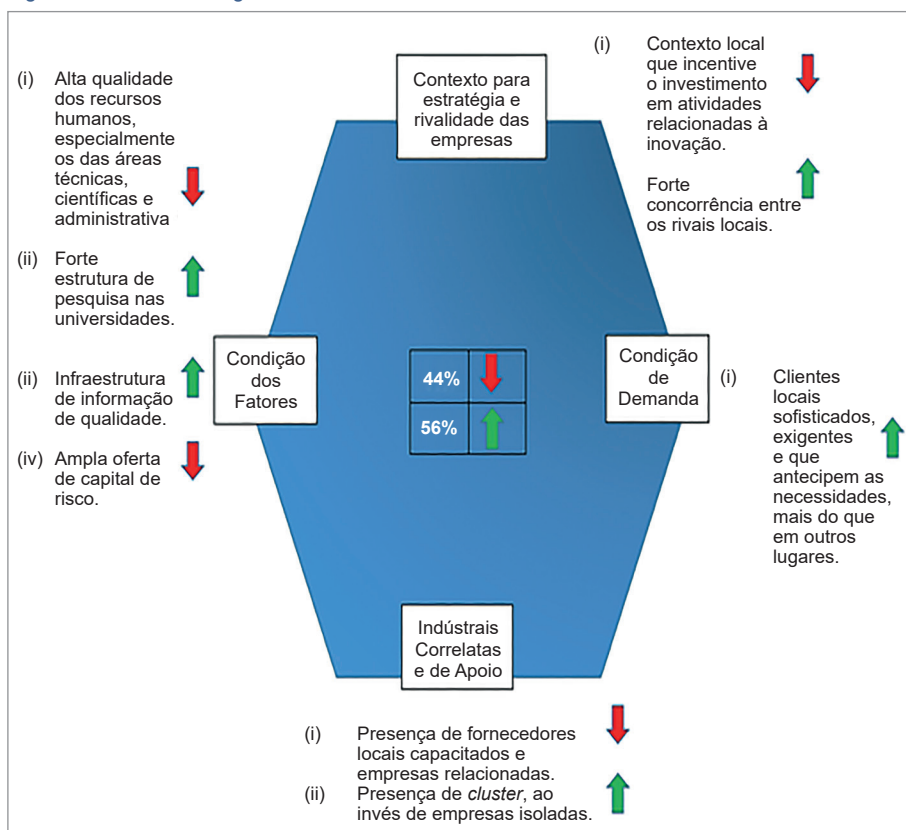 Contexto para
estratégia e
rivalidade das
empresas
(i) Contexto local
que incentive
o investimento
em atividades
relacionadas à
inovação.
Forte
concorrência entre
os rivais locais.
(i) Alta qualidade
dos recursos
humanos,
especialmente
os das áreas
técnicas,
científicas e
administrativa
(ii) Forte
estrutura de
pesquisa nas
universidades.
(ii) Infraestrutura
de informação
de qualidade.
(iv) Ampla oferta
de capital de
risco.
Condição
dos
Fatores
44%
56%
Condição
de
Demanda
(i) Clientes
locais
sofisticados,
exigentes
e que
antecipem as
necessidades,
mais do que
em outros
lugares.
Indústrais
Correlatas
e de Apoio
(i) Presença de fornecedores
locais capacitados e
empresas relacionadas.
(ii) Presença de cluster, ao
invés de empresas isoladas.